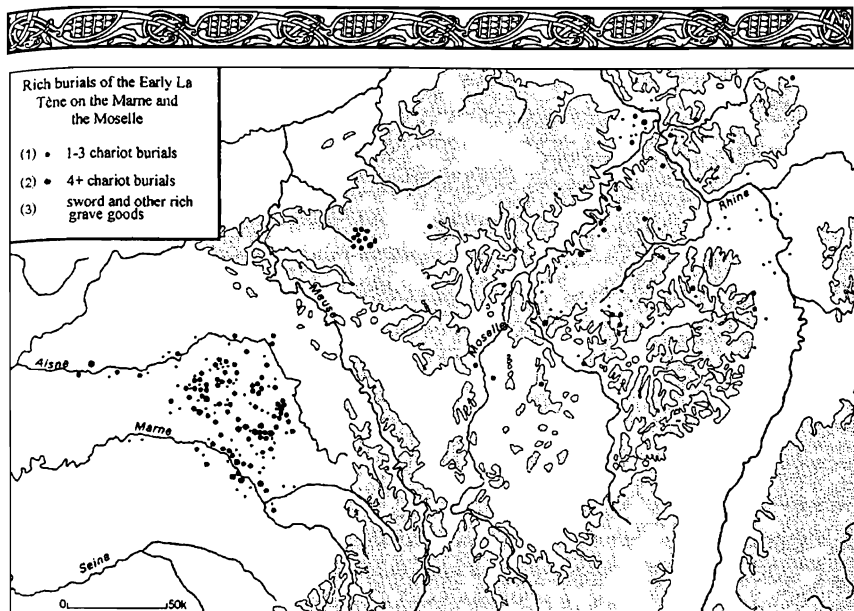 Rich burials of the Early La
Tène on the Marne and
the Moselle
(1) 1-3 chariot burials
(2) 4+ chariot burials
(3) sword and other rich
grave goods
Rhine
Meuse
Moselle
Aisne
Marne
Seine
0 50k